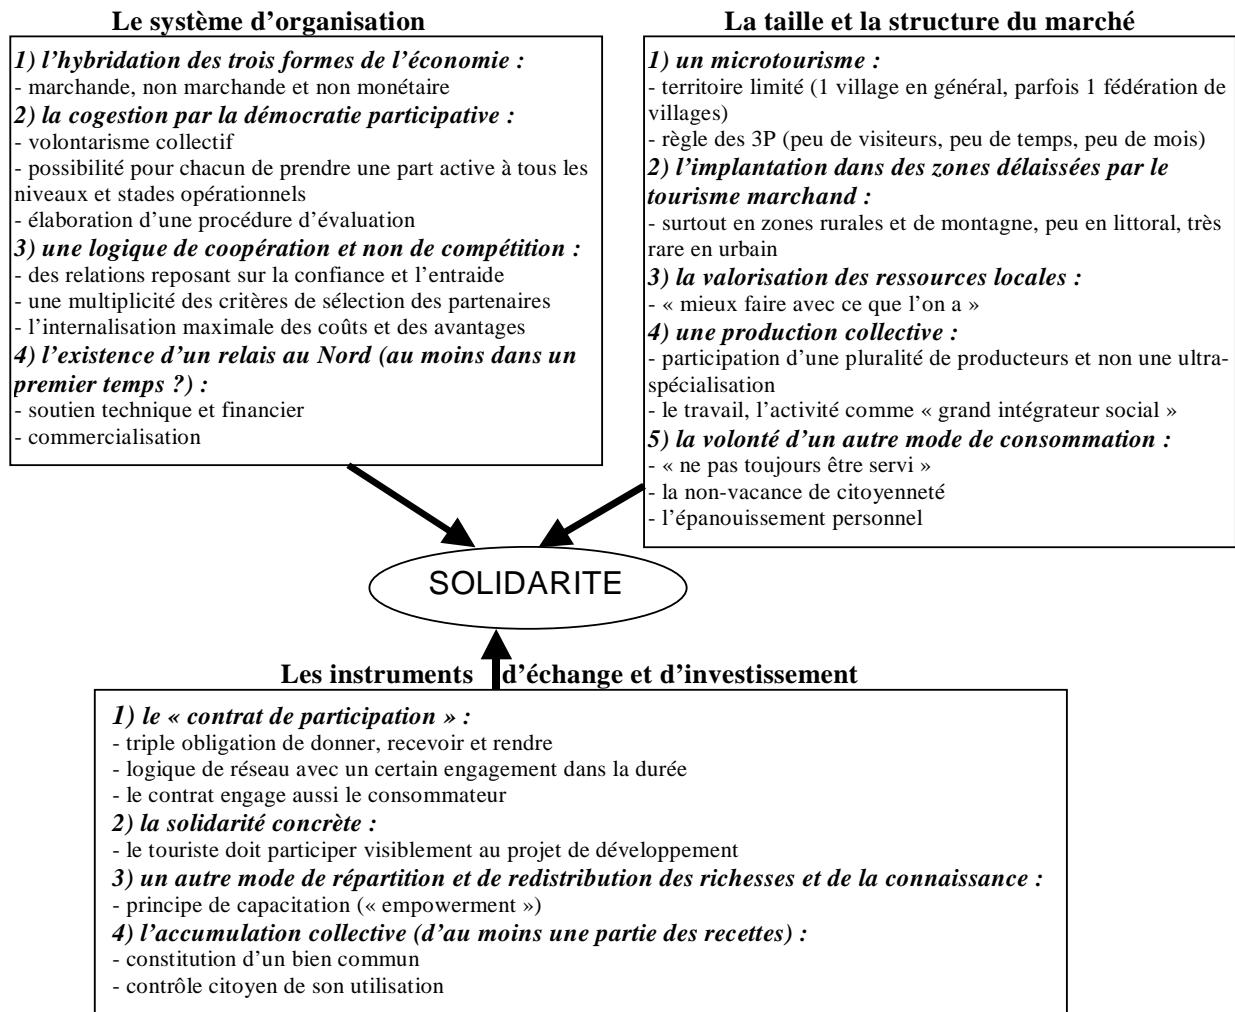 Le système d’organisation
1) l’hybridation des trois formes de l’économie :
- marchande, non marchande et non monétaire
2) la cogestion par la démocratie participative :
- volontarisme collectif
- possibilité pour chacun de prendre une part active à tous les
niveaux et stades opérationnels
- élaboration d’une procédure d’évaluation
3) une logique de coopération et non de compétition :
- des relations reposant sur la confiance et l’entraide
- une multiplicité des critères de sélection des partenaires
- l’internalisation maximale des coûts et des avantages
4) l’existence d’un relais au Nord (au moins dans un
premier temps ?) :
- soutien technique et financier
- commercialisation
La taille et la structure du marché
1) un microtourisme :
- territoire limité (1 village en général, parfois 1 fédération de
villages)
- règle des 3P (peu de visiteurs, peu de temps, peu de mois)
2) l’implantation dans des zones délaissées par le
tourisme marchand :
- surtout en zones rurales et de montagne, peu en littoral, très
rare en urbain
3) la valorisation des ressources locales :
- « mieux faire avec ce que l’on a »
4) une production collective :
- participation d’une pluralité de producteurs et non une ultra-
spécialisation
- le travail, l’activité comme « grand intégrateur social »
5) la volonté d’un autre mode de consommation :
- « ne pas toujours être servi »
- la non-vacance de citoyenneté
- l’épanouissement personnel
SOLIDARITE
Les instruments d’échange et d’investissement
1) le « contrat de participation » :
- triple obligation de donner, recevoir et rendre
- logique de réseau avec un certain engagement dans la durée
- le contrat engage aussi le consommateur
2) la solidarité concrète :
- le touriste doit participer visiblement au projet de développement
3) un autre mode de répartition et de redistribution des richesses et de la connaissance :
- principe de capacitation (« empowerment »)
4) l’accumulation collective (d’au moins une partie des recettes) :
- constitution d’un bien commun
- contrôle citoyen de son utilisation